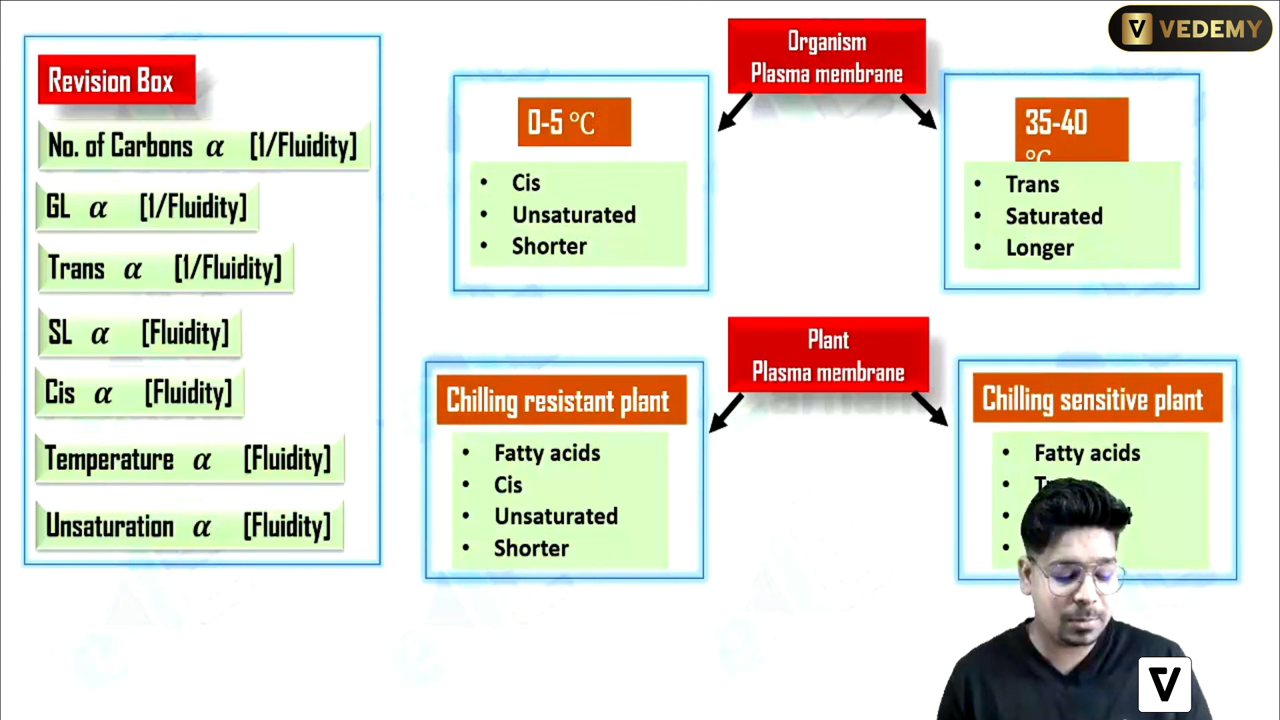 VEDEMY
Revision Box
No. of Carbons α [1/Fluidity]
GL α [1/Fluidity]
Trans α [1/Fluidity]
SL α [Fluidity]
Cis α [Fluidity]
Temperature α [Fluidity]
Unsaturation α [Fluidity]
Organism
Plasma membrane
0-5 °C
• Cis
• Unsaturated
• Shorter
35-40
°C
• Trans
• Saturated
• Longer
Plant
Plasma membrane
Chilling resistant plant
• Fatty acids
• Cis
• Unsaturated
• Shorter
Chilling sensitive plant
• Fatty acids